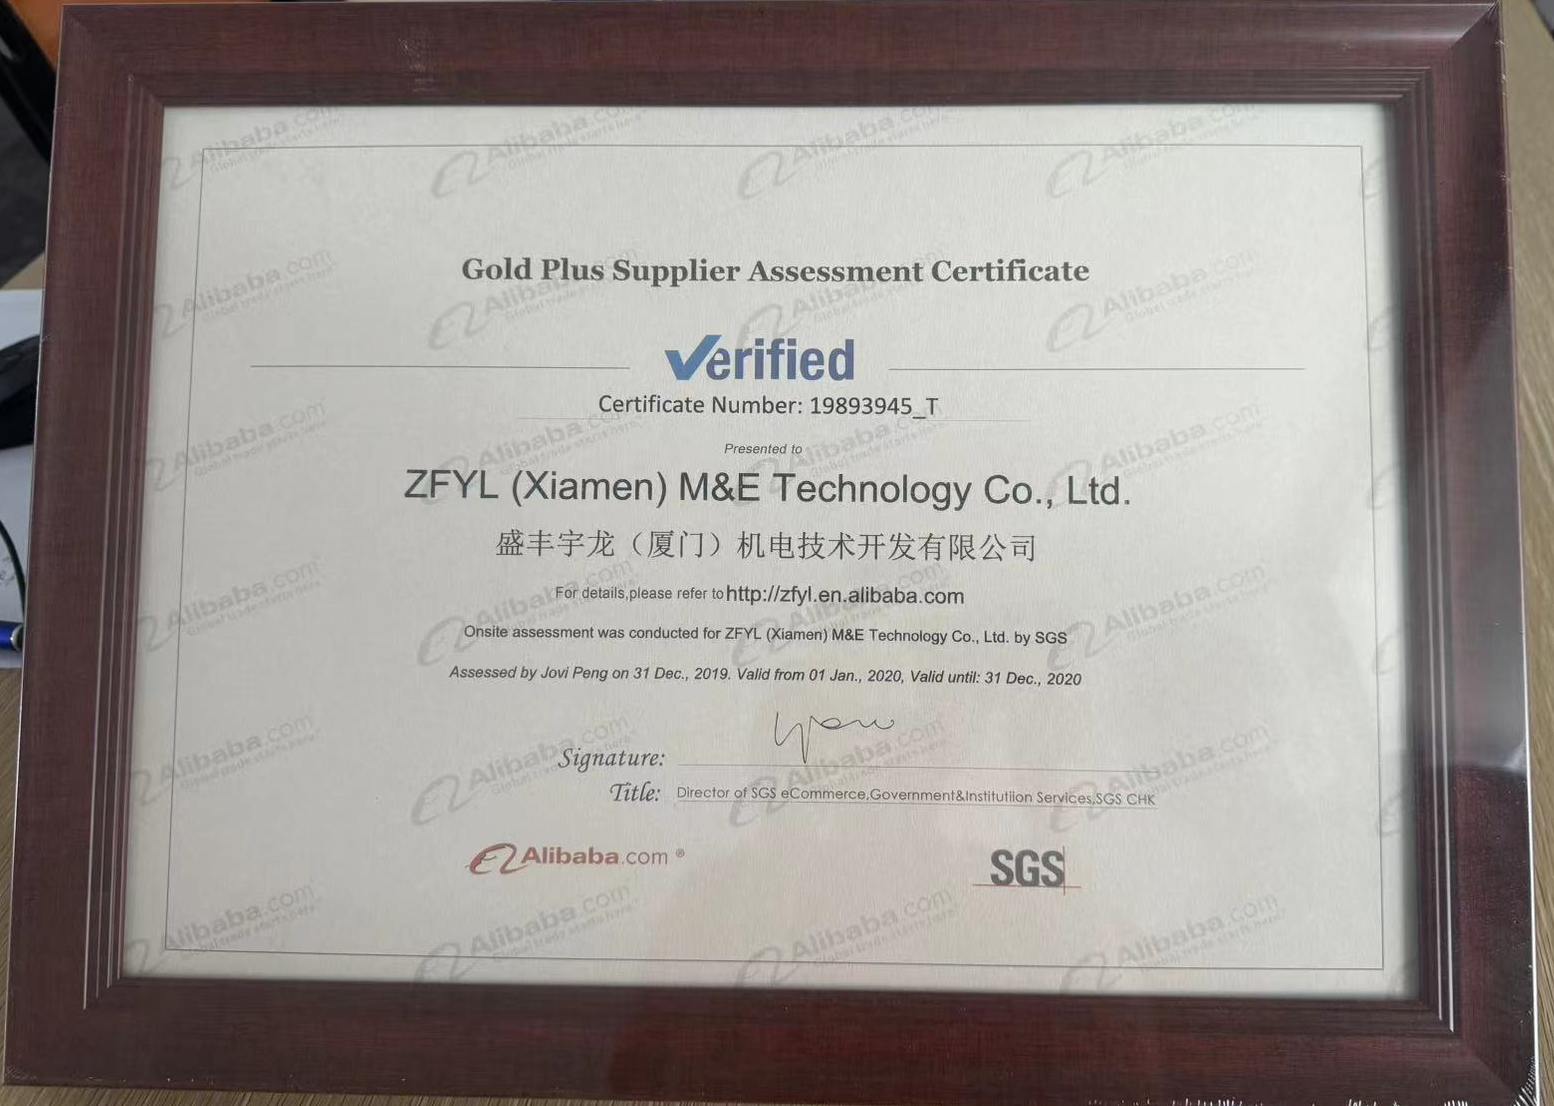 Gold Plus Supplier Assessment Certificate
Verified
Certificate Number: 19893945_T
Presented to
ZFYL (Xiamen) M&E Technology Co., Ltd.
盛丰宇龙（厦门）机电技术开发有限公司
For details,please refer to http://zfyl.en.alibaba.com
Onsite assessment was conducted for ZFYL (Xiamen) M&E Technology Co., Ltd. by SGS
Assessed by Jovi Peng on 31 Dec., 2019. Valid from 01 Jan., 2020, Valid until: 31 Dec., 2020
Signature:
Title: Director of SGS eCommerce,Government&Institutiion Services,SGS CHK
Alibaba.com ®
SGS